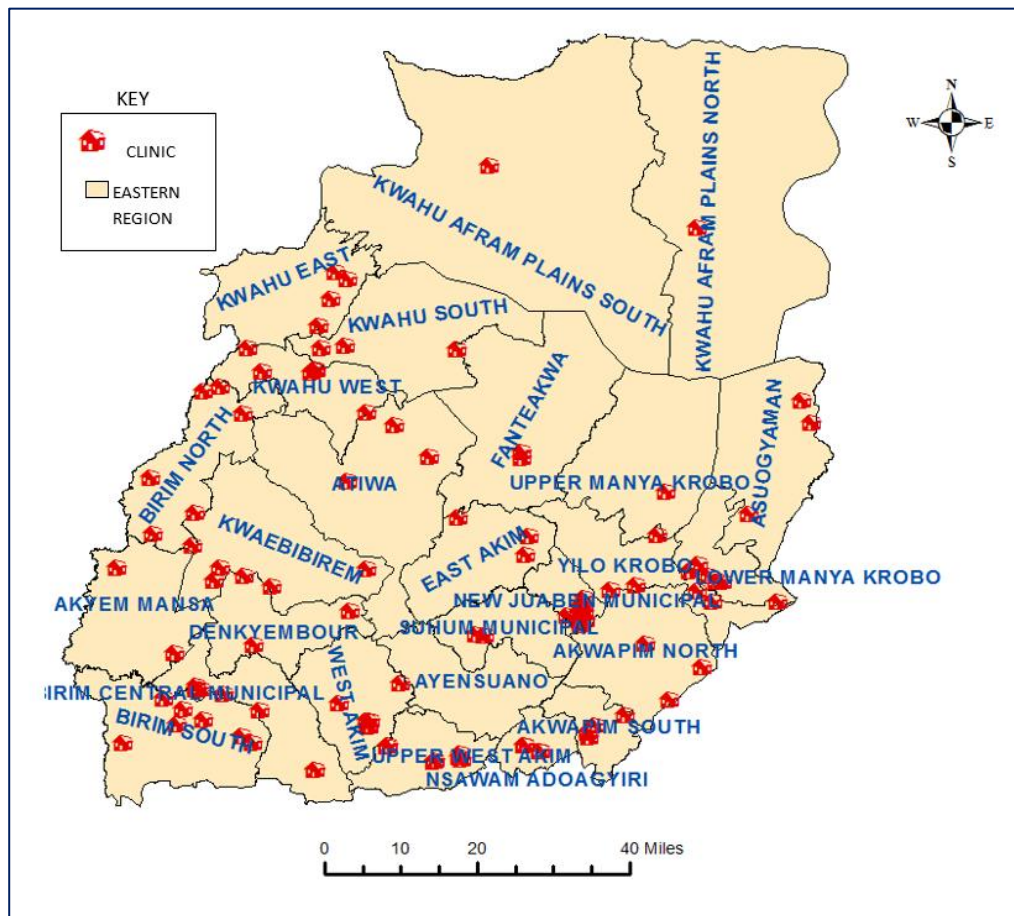 KEY
CLINIC
EASTERN
REGION
N
W
E
S
KWAHU AFRAM PLAINS NORTH
KWAHU AFRAM PLAINS SOUTH
KWAHU EAST
KWAHU SOUTH
KWAHU WEST
FANTEAKWA
ASUOGYAMAN
BIRIM NORTH
ATIWA
UPPER MANYA KROBO
KWAEBIBIREM
EAST AKIM
YILO KROBO
LOWER MANYA KROBO
AKYEM MANSA
NEW JUABEN MUNICIPAL
DENKYEMBOUR
SUHUM MUNICIPAL
AKWAPIM NORTH
WEST AKIM
AYENSUANO
BIRIM CENTRAL MUNICIPAL
BIRIM SOUTH
AKWAPIM SOUTH
UPPER WEST AKIM
NSAWAM ADOAGYIRI
0 10 20 40 Miles